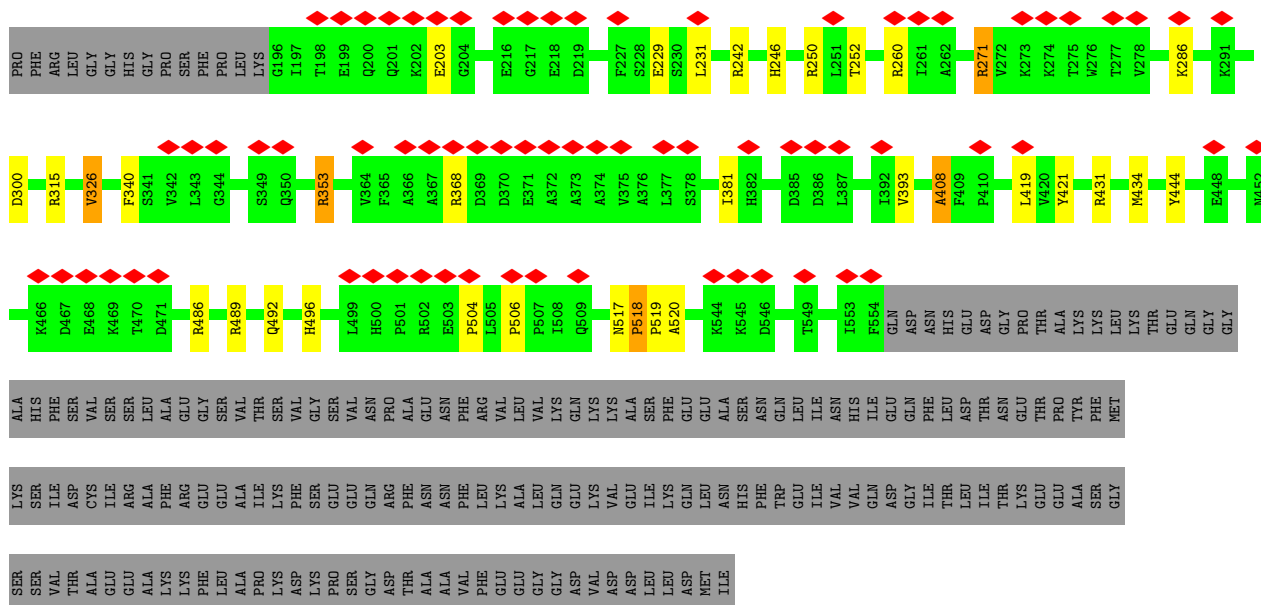 PRO PHE ARG LEU GLY GLY HIS GLY PRO SER PHE PRO LEU LYS G196 I197 T198 E199 Q200 Q201 K202 E203 G204 E216 G217 E218 D219 F227 S228 E229 S230 L231 R242 H246 R250 L251 T252 R260 I261 A262 R271 V272 K273 K274 T275 W276 T277 V278 K286 K291
D300 R315 V326 F340 S341 V342 L343 G344 S349 Q350 R353 V364 F365 A366 A367 R368 D369 D370 E371 A372 A373 A374 V375 A376 L377 S378 I381 H382 D385 D386 L387 I392 V393 A408 F409 P410 L419 V420 Y421 R431 M434 Y444 E448 N452
K466 D467 E468 K469 T470 D471 R486 R489 Q492 H496 L499 H500 P501 R502 E503 P504 L505 P506 P507 I508 Q509 N517 P518 P519 A520 K544 K545 D546 T549 I553 F554 GLN ASP ASN HIS GLU ASP GLY PRO THR ALA LYS LYS LEU LYS THR GLU GLN GLY GLY
ALA HIS PHE SER VAL SER SER LEU ALA GLU GLY SER VAL THR SER VAL GLY SER VAL ASN PRO ALA GLU ASN PHE ARG VAL LEU VAL LYS GLN LYS LYS ALA SER PHE GLU GLU ALA SER ASN GLN LEU ILE ASN HIS ILE GLU GLN PHE LEU ASP THR ASN GLU THR PRO TYR PHE MET
LYS SER ILE ASP CYS ILE ARG ALA PHE ARG GLU GLU ALA ILE LYS PHE SER GLU GLU GLN ARG PHE ASN ASN PHE LEU LYS ALA LEU GLN GLU LYS VAL GLU ILE LYS GLN LEU ASN HIS PHE TRP GLU ILE VAL VAL GLN ASP GLY ILE THR LEU ILE THR LYS GLU GLU ALA SER GLY
SER SER VAL THR ALA GLU GLU ALA LYS LYS PHE LEU ALA PRO LYS ASP LYS PRO SER GLY ASP THR ALA ALA VAL PHE GLU GLU GLY GLY ASP VAL ASP ASP LEU LEU ASP MET ILE